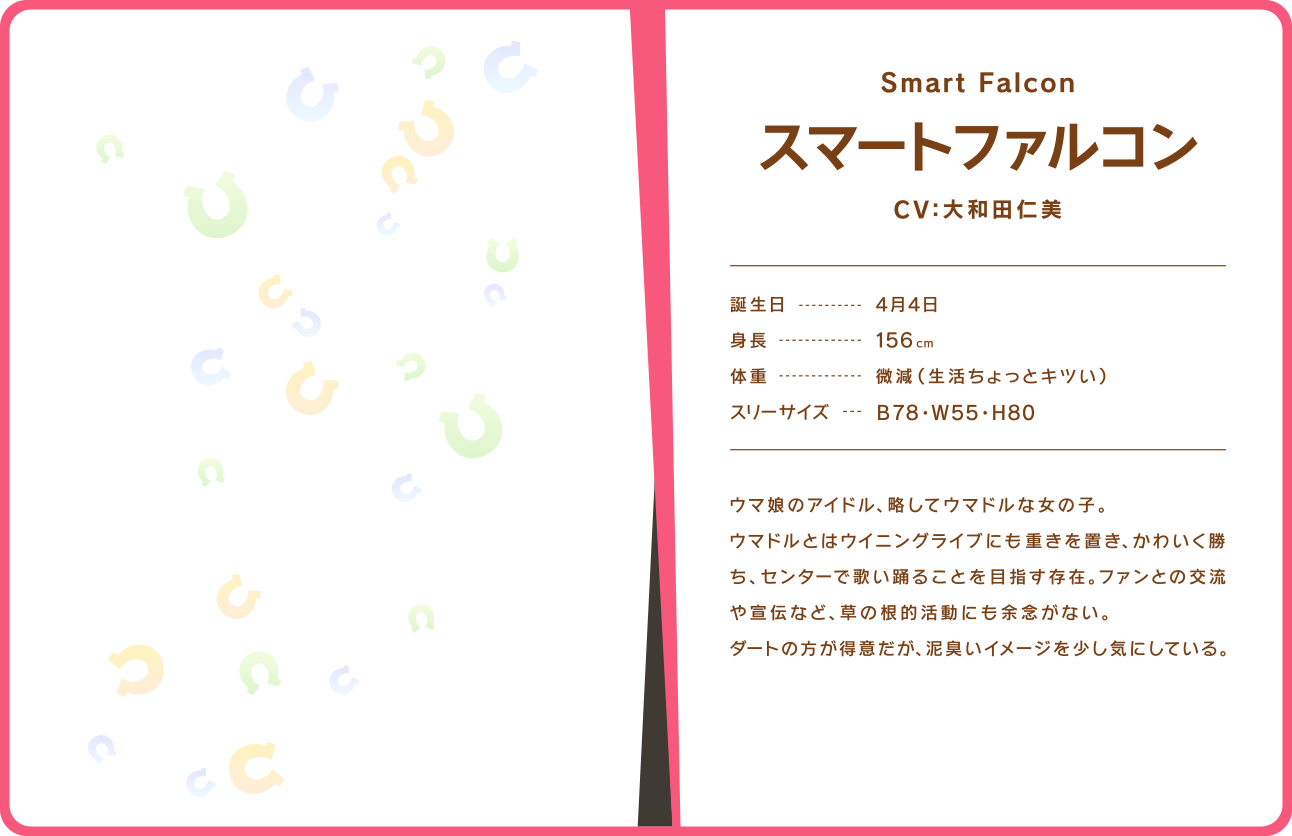 Smart Falcon
スマートファルコン
CV:大和田仁美
誕生日 ---------- 4月4日
身長 ------------- 156cm
体重 ------------- 微減(生活ちょっとキツい)
スリーサイズ --- B78・W55・H80
ウマ娘のアイドル、略してウマドルな女の子。
ウマドルとはウイニングライブにも重きを置き、かわいく勝
ち、センターで歌い踊ることを目指す存在。ファンとの交流
や宣伝など、草の根的活動にも余念がない。
ダートの方が得意だが、泥臭いイメージを少し気にしている。